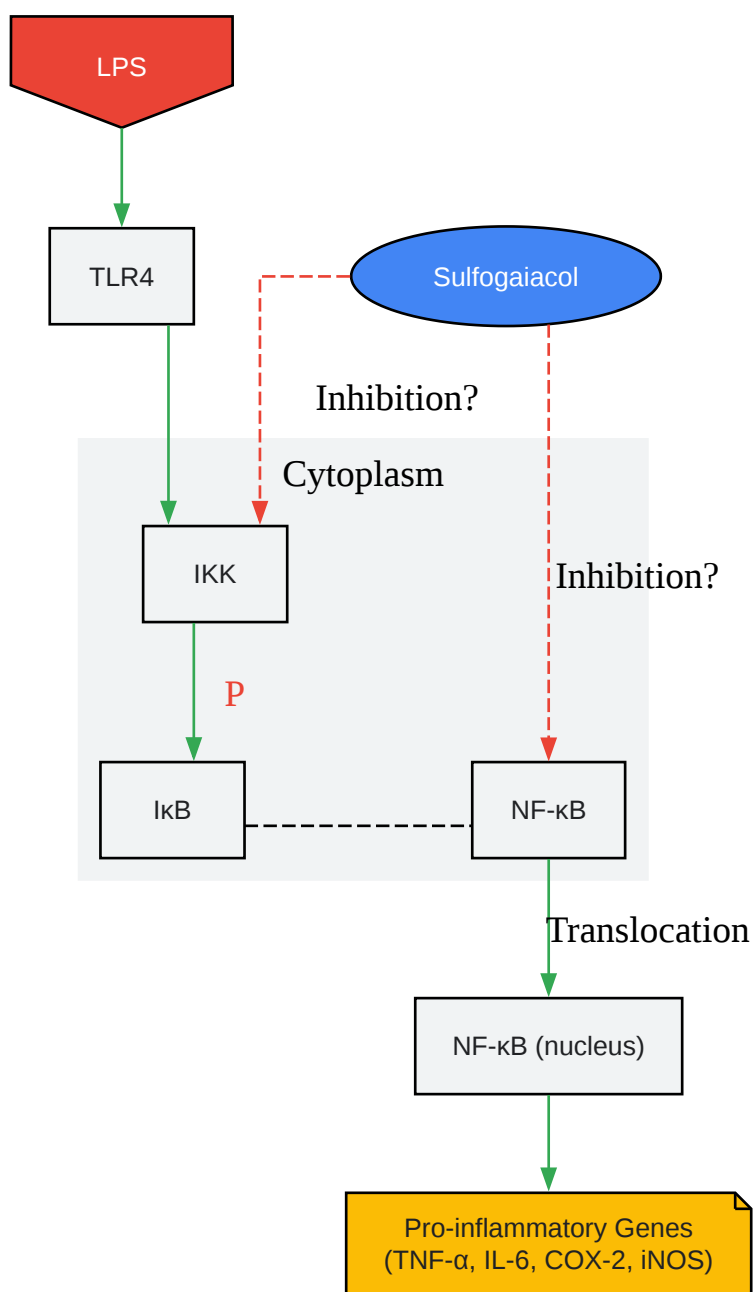 LPS
TLR4
Sulfogaiacol
Inhibition?
Cytoplasm
IKK
Inhibition?
P
IκB
NF-κB
Translocation
NF-κB (nucleus)
Pro-inflammatory Genes
(TNF-α, IL-6, COX-2, iNOS)